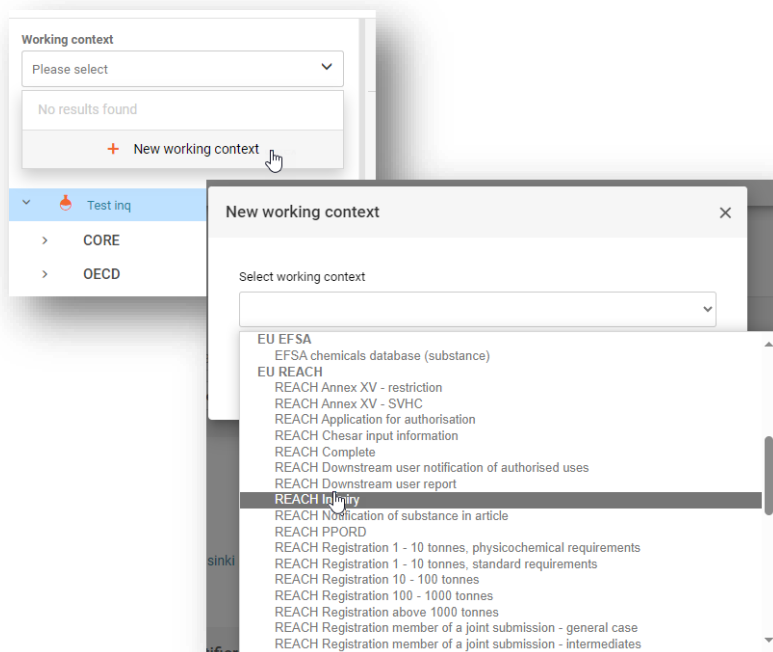 Working context
Please select
No results found
+ New working context
Test inq
CORE
OECD
New working context
Select working context
EU EFSA
EFSA chemicals database (substance)
EU REACH
REACH Annex XV - restriction
REACH Annex XV - SVHC
REACH Application for authorisation
REACH Chesar input information
REACH Complete
REACH Downstream user notification of authorised uses
REACH Downstream user report
REACH Inquiry
REACH Notification of substance in article
REACH PPORD
REACH Registration 1 - 10 tonnes, physicochemical requirements
sinki
REACH Registration 1 - 10 tonnes, standard requirements
REACH Registration 10 - 100 tonnes
REACH Registration 100 - 1000 tonnes
REACH Registration above 1000 tonnes
REACH Registration member of a joint submission - general case
REACH Registration member of a joint submission - intermediates